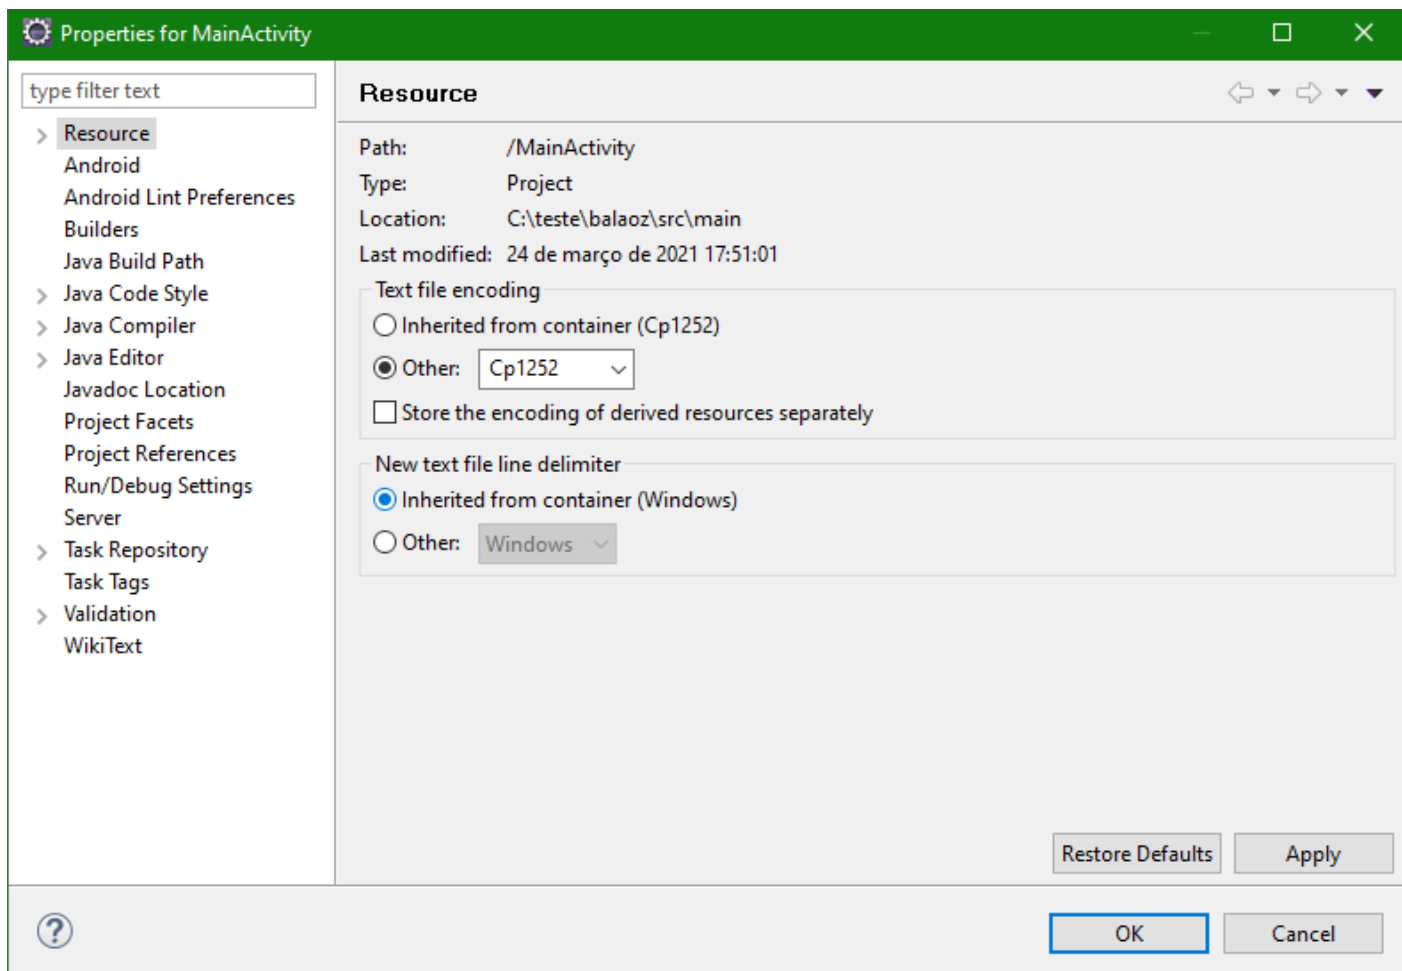 Properties for MainActivity
type filter text
Resource
Android
Android Lint Preferences
Builders
Java Build Path
Java Code Style
Java Compiler
Java Editor
Javadoc Location
Project Facets
Project References
Run/Debug Settings
Server
Task Repository
Task Tags
Validation
WikiText
Resource
Path: /MainActivity
Type: Project
Location: C:\teste\balaoz\src\main
Last modified: 24 de março de 2021 17:51:01
Text file encoding
Inherited from container (Cp1252)
Other: Cp1252
Store the encoding of derived resources separately
New text file line delimiter
Inherited from container (Windows)
Other: Windows
Restore Defaults Apply
? OK Cancel